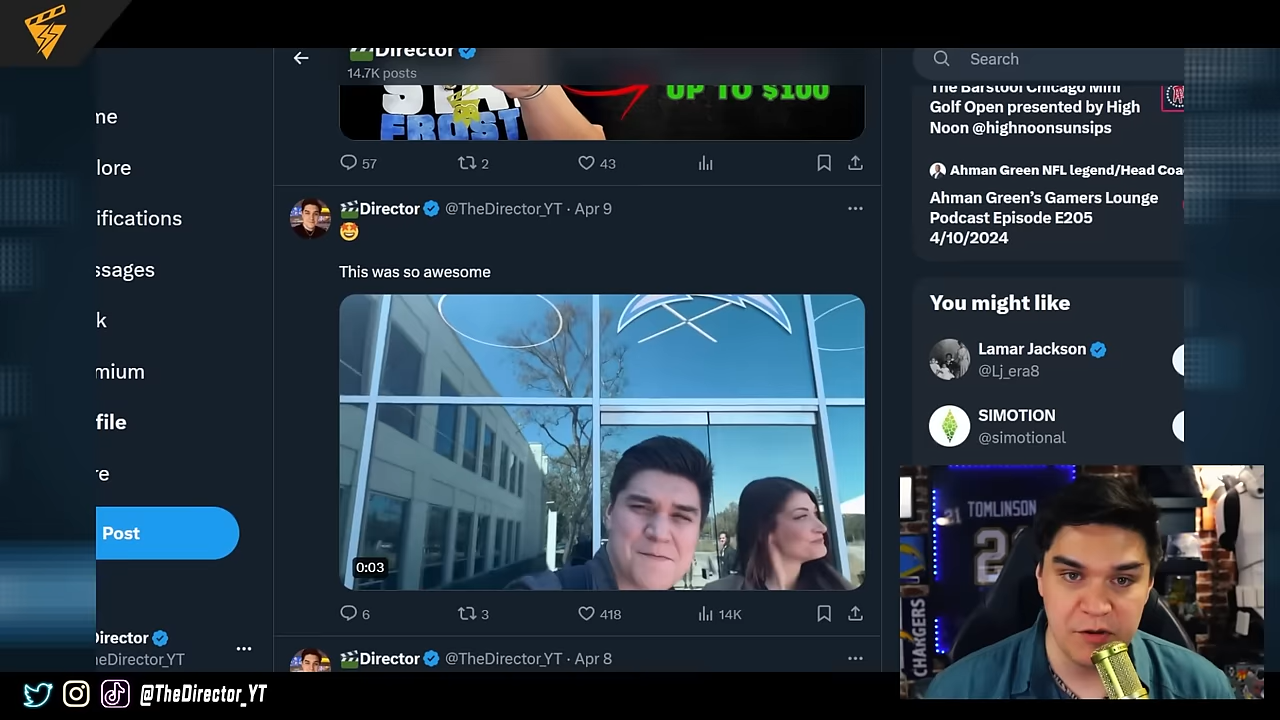 me
lore
ifications
ssages
k
mium
file
re
Post
Director
heDirector_YT
Director
14.7K posts
FROST
UP TO $100
57
2
43
Director @TheDirector_YT · Apr 9
This was so awesome
0:03
6
3
418
14K
Director @TheDirector_YT · Apr 8
Search
The Barstool Chicago Mini
Golf Open presented by High
Noon @highnoonsunsips
Ahman Green NFL legend/Head Coa
Ahman Green's Gamers Lounge
Podcast Episode E205
4/10/2024
You might like
Lamar Jackson
@Lj_era8
SIMOTION
@simotional
21 TOMLINSON
2
CHARGERS
@TheDirector_YT